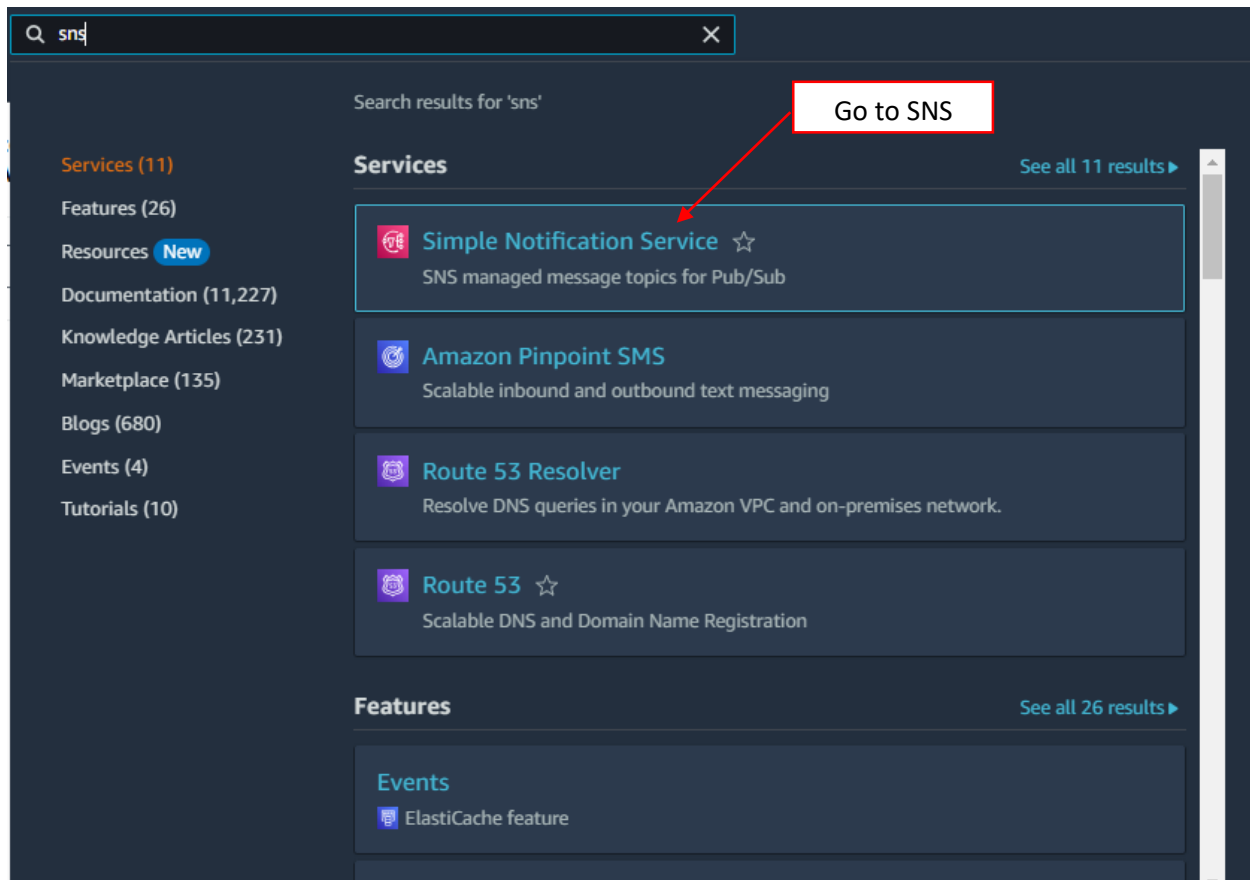 sns
Search results for 'sns'
Go to SNS
Services (11)
Features (26)
Resources New
Documentation (11,227)
Knowledge Articles (231)
Marketplace (135)
Blogs (680)
Events (4)
Tutorials (10)
Services
See all 11 results
Simple Notification Service
SNS managed message topics for Pub/Sub
Amazon Pinpoint SMS
Scalable inbound and outbound text messaging
Route 53 Resolver
Resolve DNS queries in your Amazon VPC and on-premises network.
Route 53
Scalable DNS and Domain Name Registration
Features
See all 26 results
Events
ElastiCache feature